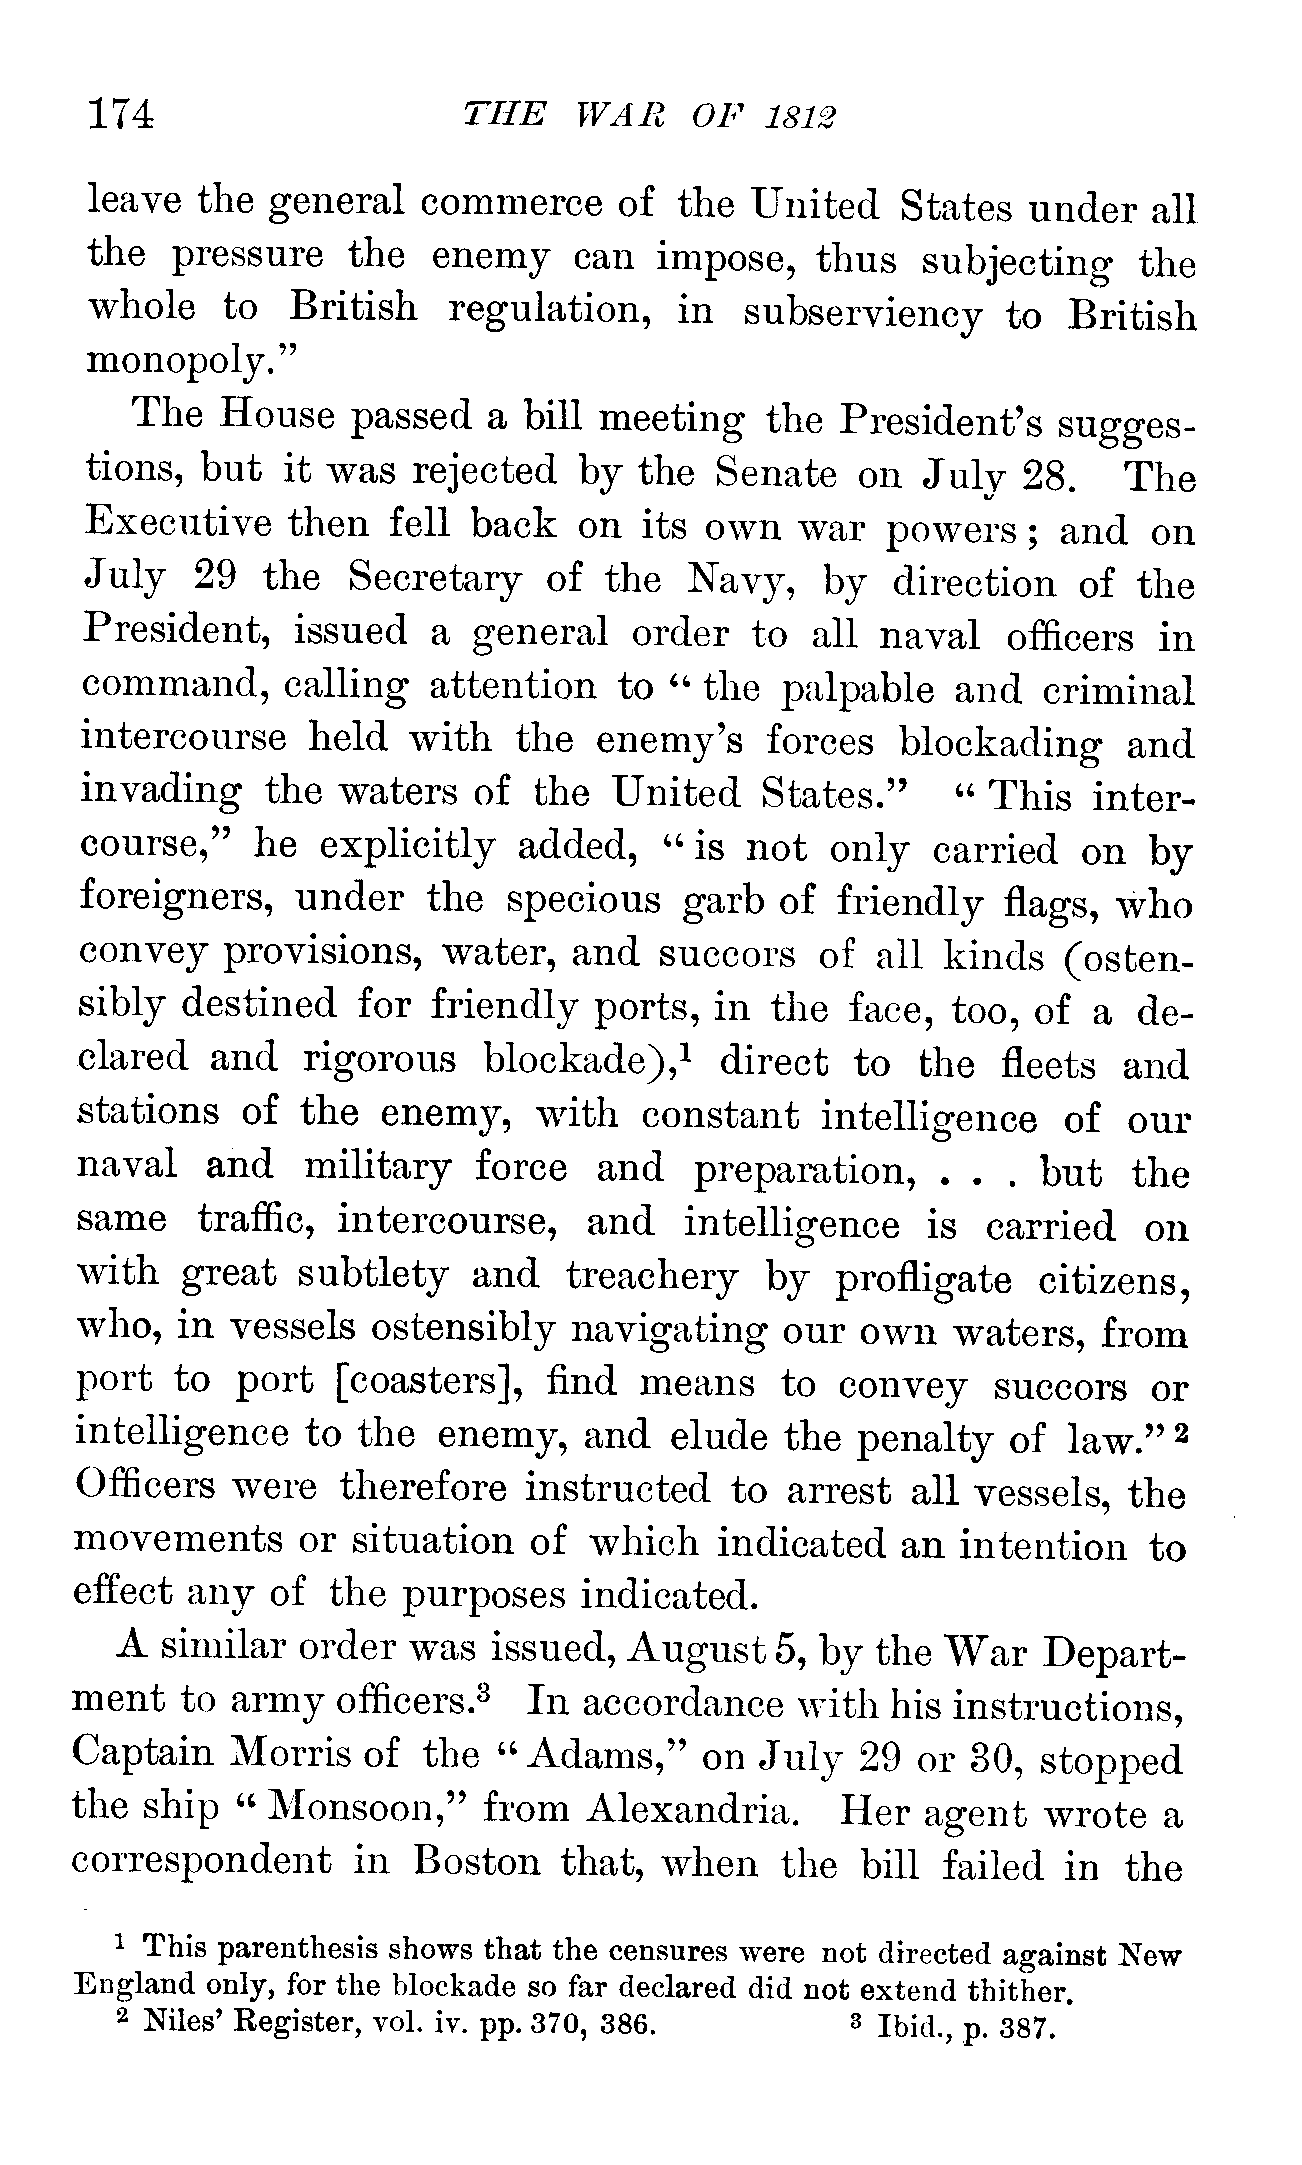 174 THE WAR OF 1812
leave the general commerce of the United States under all
the pressure the enemy can impose, thus subjecting the
whole to British regulation, in subserviency to British
monopoly."
The House passed a bill meeting the President's sugges-
tions, but it was rejected by the Senate on July 28. The
Executive then fell back on its own war powers; and on
July 29 the Secretary of the Navy, by direction of the
President, issued a general order to all naval officers in
command, calling attention to "the palpable and criminal
intercourse held with the enemy's forces blockading and
invading the waters of the United States." "This inter-
course," he explicitly added, "is not only carried on by
foreigners, under the specious garb of friendly flags, who
convey provisions, water, and succors of all kinds (osten-
sibly destined for friendly ports, in the face, too, of a de-
clared and rigorous blockade),¹ direct to the fleets and
stations of the enemy, with constant intelligence of our
naval and military force and preparation, . . . but the
same traffic, intercourse, and intelligence is carried on
with great subtlety and treachery by profligate citizens,
who, in vessels ostensibly navigating our own waters, from
port to port [coasters], find means to convey succors or
intelligence to the enemy, and elude the penalty of law."²
Officers were therefore instructed to arrest all vessels, the
movements or situation of which indicated an intention to
effect any of the purposes indicated.
A similar order was issued, August 5, by the War Depart-
ment to army officers.³ In accordance with his instructions,
Captain Morris of the "Adams," on July 29 or 30, stopped
the ship "Monsoon," from Alexandria. Her agent wrote a
correspondent in Boston that, when the bill failed in the
¹ This parenthesis shows that the censures were not directed against New
England only, for the blockade so far declared did not extend thither.
² Niles' Register, vol. iv. pp. 370, 386. ³ Ibid., p. 387.